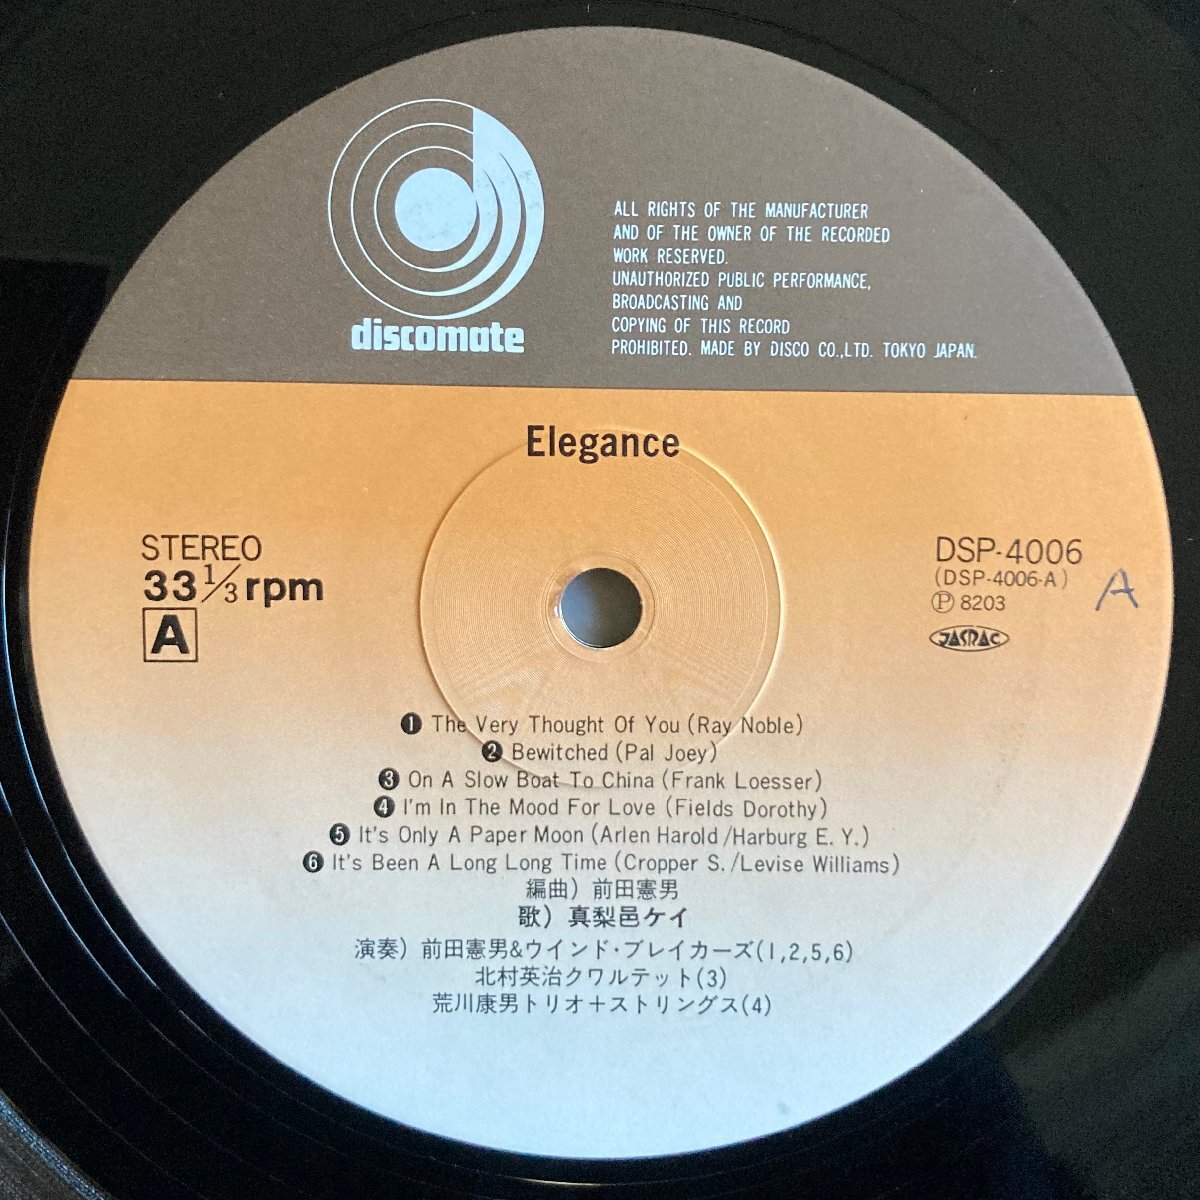 discomate
ALL RIGHTS OF THE MANUFACTURER
AND OF THE OWNER OF THE RECORDED
WORK RESERVED.
UNAUTHORIZED PUBLIC PERFORMANCE,
BROADCASTING AND
COPYING OF THIS RECORD
PROHIBITED. MADE BY DISCO CO.,LTD. TOKYO JAPAN.
Elegance
STEREO
33 1/3 rpm
A
DSP-4006
(DSP-4006-A)
Ⓟ 8203
JASRAC
A
❶ The Very Thought Of You (Ray Noble)
❷ Bewitched (Pal Joey)
❸ On A Slow Boat To China (Frank Loesser)
❹ I'm In The Mood For Love (Fields Dorothy)
❺ It's Only A Paper Moon (Arlen Harold/Harburg E. Y.)
❻ It's Been A Long Long Time (Cropper S./Levise Williams)
編曲) 前田憲男
歌) 真梨邑ケイ
演奏) 前田憲男&ウインド・ブレイカーズ(1,2,5,6)
北村英治クワルテット(3)
荒川康男トリオ+ストリングス(4)